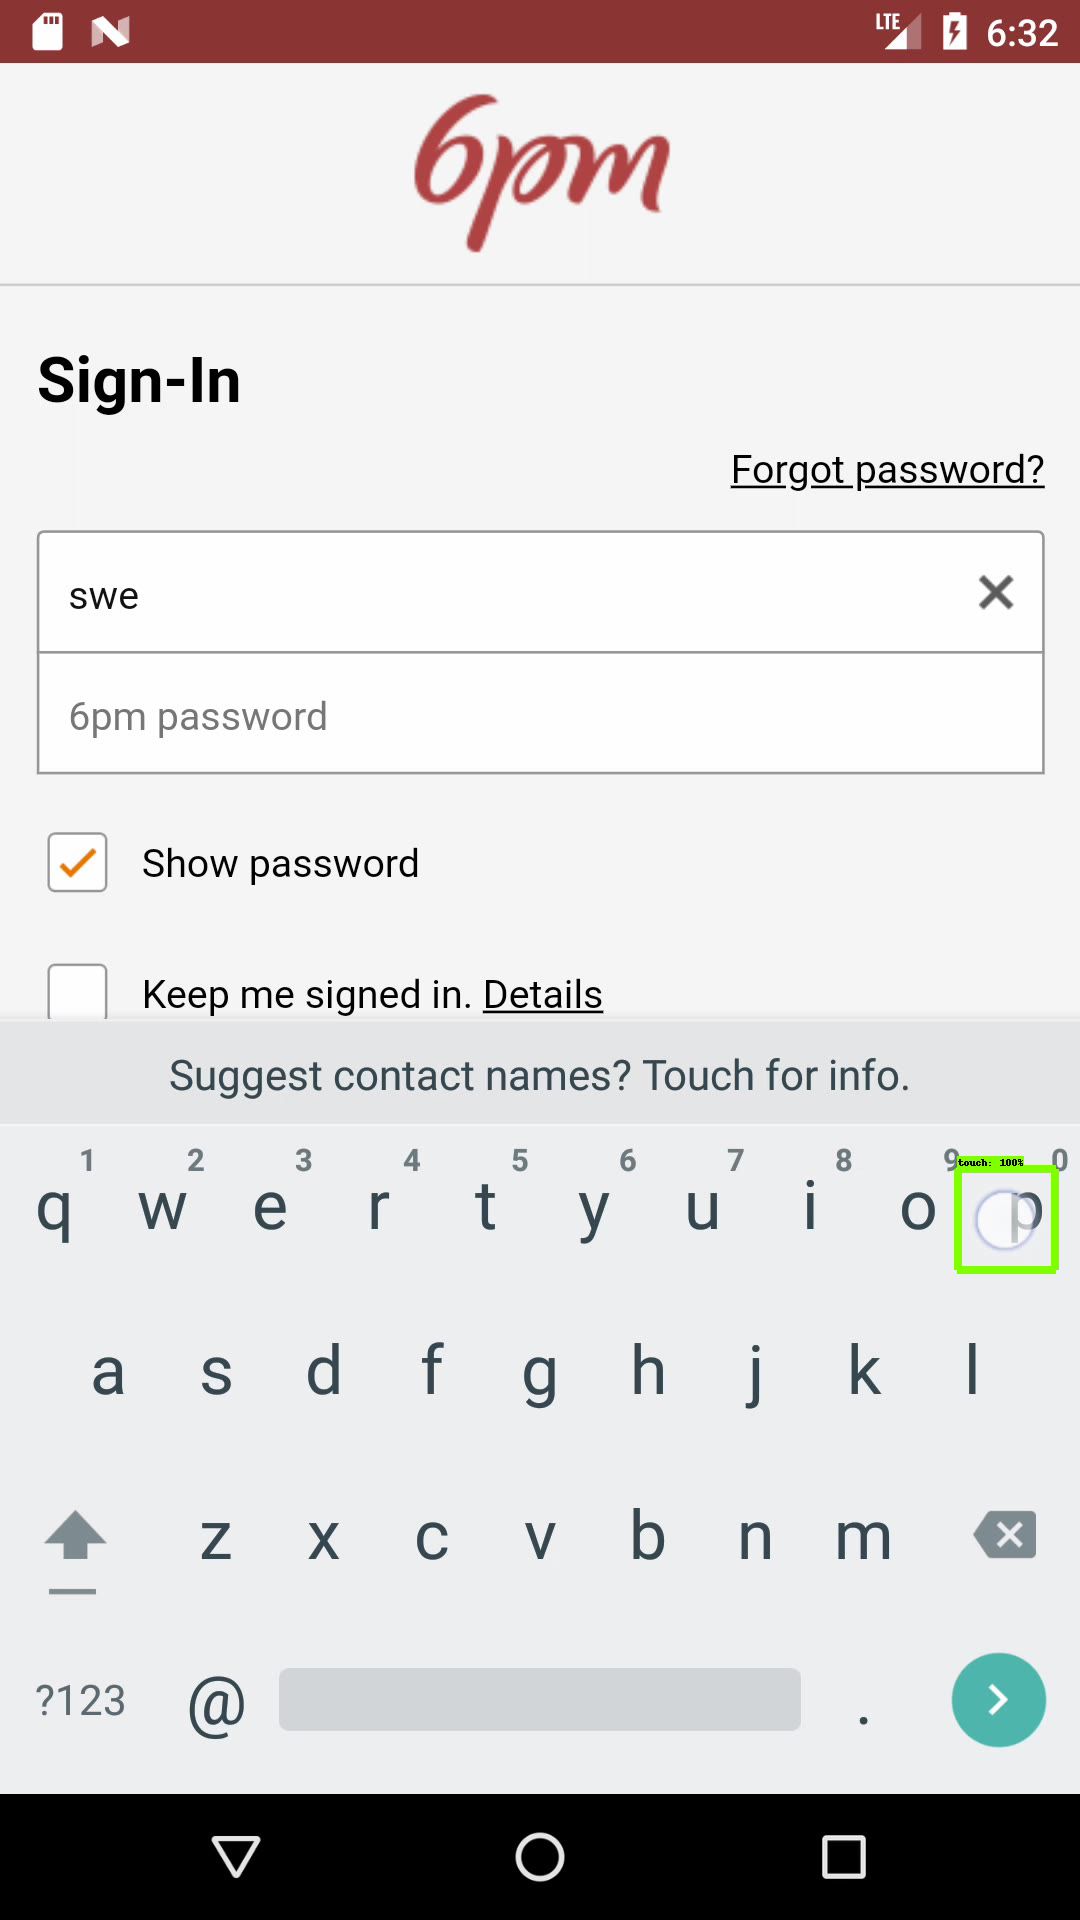 LTE 6:32
6pm
Sign-In
Forgot password?
swe
6pm password
Show password
Keep me signed in. Details
Suggest contact names? Touch for info.
1 2 3 4 5 6 7 8 9 0
touch: 100%
q w e r t y u i o p
a s d f g h j k l
z x c v b n m
?123 @ .